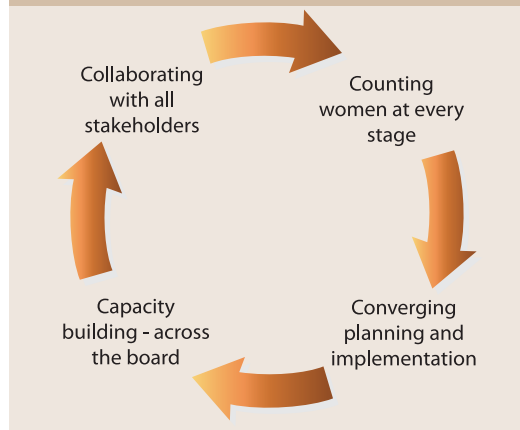 Collaborating
with all
stakeholders
Counting
women at every
stage
Converging
planning and
implementation
Capacity
building - across
the board